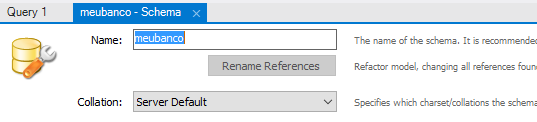 Query 1
meubanco - Schema
Name: meubanco The name of the schema. It is recommended
Rename References Refactor model, changing all references found
Collation: Server Default Specifies which charset/collations the schema